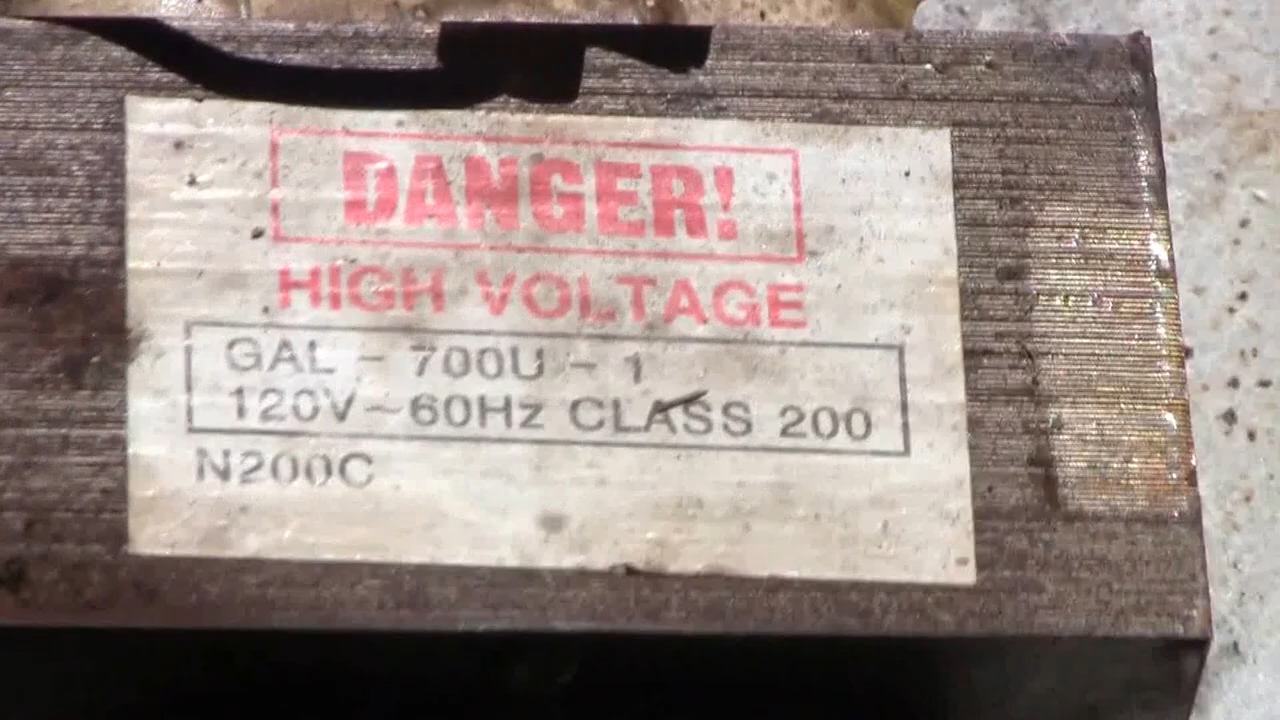 DANGER!
HIGH VOLTAGE
GAL - 700U - 1
120V~60Hz CLASS 200
N200C